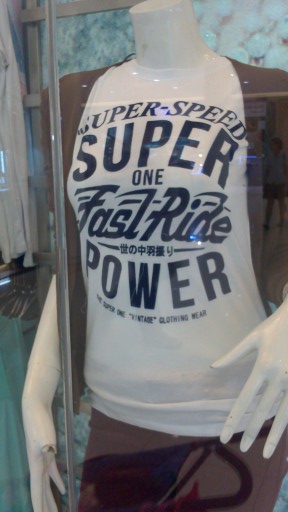 SUPER-SPEED
SUPER
ONE
Fast-Ride
世の中羽振り
POWER
THE SUPER ONE "VINTAGE" CLOTHING WEAR